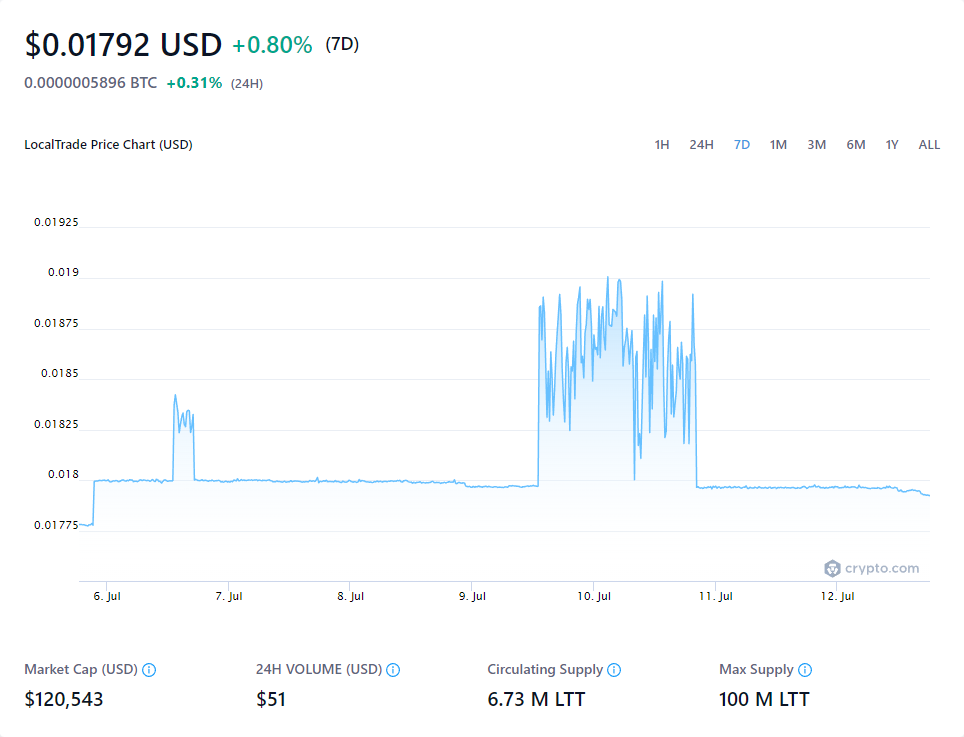 $0.01792 USD +0.80% (7D)
0.0000005896 BTC +0.31% (24H)
LocalTrade Price Chart (USD) 1H 24H 7D 1M 3M 6M 1Y ALL
0.01925
0.019
0.01875
0.0185
0.01825
0.018
0.01775
crypto.com
6. Jul 7. Jul 8. Jul 9. Jul 10. Jul 11. Jul 12. Jul
Market Cap (USD) 24H VOLUME (USD) Circulating Supply Max Supply
$120,543 $51 6.73 M LTT 100 M LTT